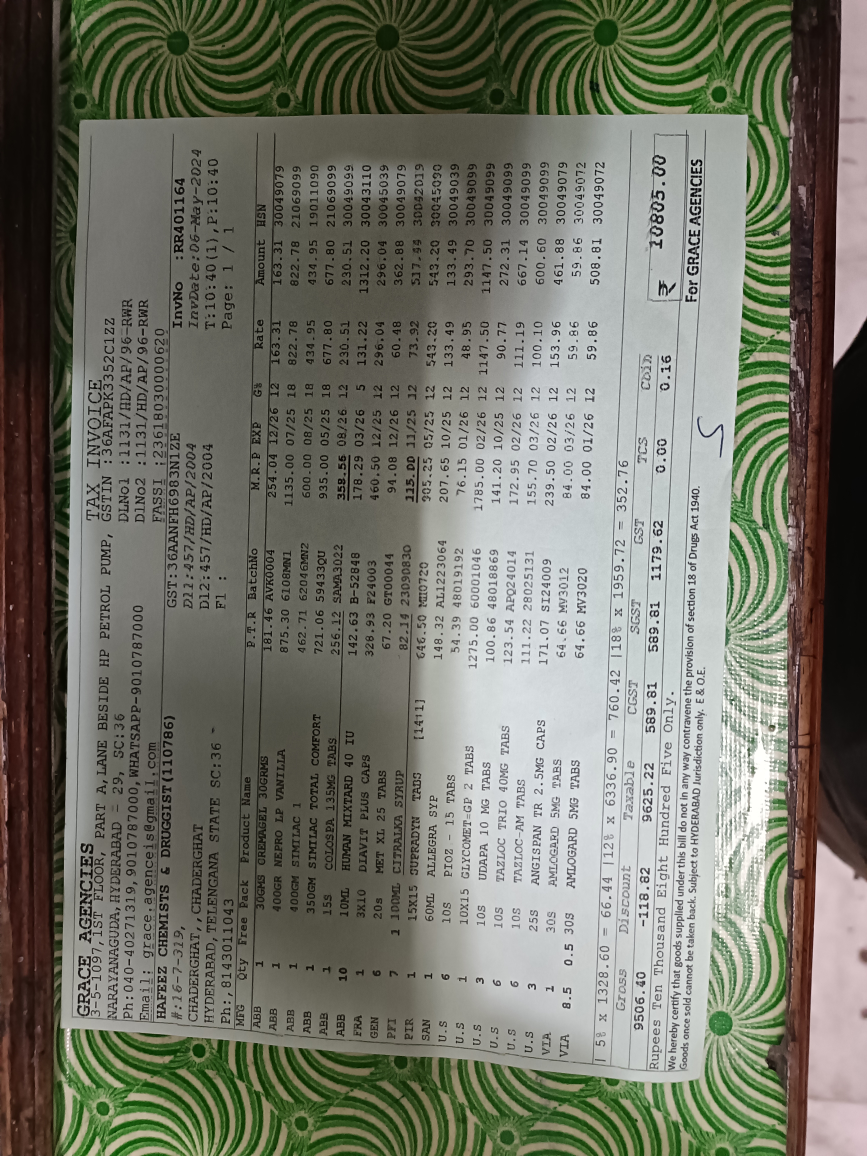 GRACE AGENCIES
3-5-1097,1ST FLOOR, PART A,LANE BESIDE HP PETROL PUMP,
NARAYANAGUDA,HYDERABAD - 29, SC:36
Ph:040-40271319,9010787000,WHATSAPP-9010787000
Email: grace.agenceis@gmail.com
TAX INVOICE
GSTIN :36AFAPK3352C1ZZ
DLNo1 :1131/HD/AP/96-RWR
DlNo2 :1131/HD/AP/96-RWR
FASSI :23618030000620
HAFEEZ CHEMISTS & DRUGGIST(110786)
#:16-7-319,
CHADERGHAT,,CHADERGHAT
HYDERABAD,TELENGANA STATE SC:36 -
Ph:,8143011043
GST:36AANFH6983N1ZE
Dl1:457/HD/AP/2004
Dl2:457/HD/AP/2004
Fl :
InvNo :RR401164
InvDate:06-May-2024
T:10:40(1),P:10:40
Page: 1 / 1
MFG Qty Free Pack Product Name P.T.R BatchNo M.R.P EXP G% Rate Amount HSN
ABB 1 30GMS GREMAGEL 30GRMS 181.46 AVK0004 254.04 12/26 12 163.31 163.31 30049079
ABB 1 400GR NEPRO LP VANILLA 875.30 6108MN1 1135.00 07/25 18 822.78 822.78 21069099
ABB 1 400GM SIMILAC 1 462.71 62046MN2 600.00 08/25 18 434.95 434.95 19011090
ABB 1 350GM SIMILAC TOTAL COMFORT 721.06 59433QU 935.00 05/25 18 677.80 677.80 21069099
ABB 1 15S COLOSPA 135MG TABS 256.12 SAMA3022 358.56 08/26 12 230.51 230.51 30049099
ABB 10 10ML HUMAN MIXTARD 40 IU 142.63 B-52848 178.29 03/26 5 131.22 1312.20 30043110
FRA 1 3X10 DIAVIT PLUS CAPS 328.93 F24003 460.50 12/25 12 296.04 296.04 30045039
GEN 6 20s MET XL 25 TABS 67.20 GT00044 94.08 12/26 12 60.48 362.88 30049079
PFI 7 1 100ML CITRALKA SYRUP 82.14 23090830 115.00 11/25 12 73.92 517.44 30042019
PIR 1 15X15 SUPRADYN TABS [1411] 646.50 MI0720 905.25 05/25 12 543.20 543.20 30045090
SAN 1 60ML ALLEGRA SYP 148.32 AL1223064 207.65 10/25 12 133.49 133.49 30049039
U.S 6 10S PIOZ - 15 TABS 54.39 48019192 76.15 01/26 12 48.95 293.70 30049099
U.S 1 10X15 GLYCOMET=GP 2 TABS 1275.00 60001046 1785.00 02/26 12 1147.50 1147.50 30049099
U.S 3 10S UDAPA 10 MG TABS 100.86 48018869 141.20 10/25 12 90.77 272.31 30049099
U.S 6 10S TAZLOC TRIO 40MG TABS 123.54 APO24014 172.95 02/26 12 111.19 667.14 30049099
U.S 6 10S TAZLOC-AM TABS 111.22 28025131 155.70 03/26 12 100.10 600.60 30049099
U.S 3 25S ANGISPAN TR 2.5MG CAPS 171.07 SI24009 239.50 02/26 12 153.96 461.88 30049079
VIA 1 30S AMLOGARD 5MG TABS 64.66 MV3012 84.00 03/26 12 59.86 59.86 30049072
VIA 8.5 0.5 30S AMLOGARD 5MG TABS 64.66 MV3020 84.00 01/26 12 59.86 508.81 30049072
| 5% x 1328.60 = 66.44 |12% x 6336.90 = 760.42 |18% x 1959.72 = 352.76
Gross Discount Taxable CGST SGST GST TCS CbDis
9506.40 -118.82 9625.22 589.81 589.81 1179.62 0.00 0.16
₹ 10805.00
Rupees Ten Thousand Eight Hundred Five Only.
We hereby certify that goods supplied under this bill do not in any way contravene the provision of section 18 of Drugs Act 1940.
Goods once sold cannot be taken back. Subject to HYDERABAD Jurisdiction only. E & O.E.
For GRACE AGENCIES